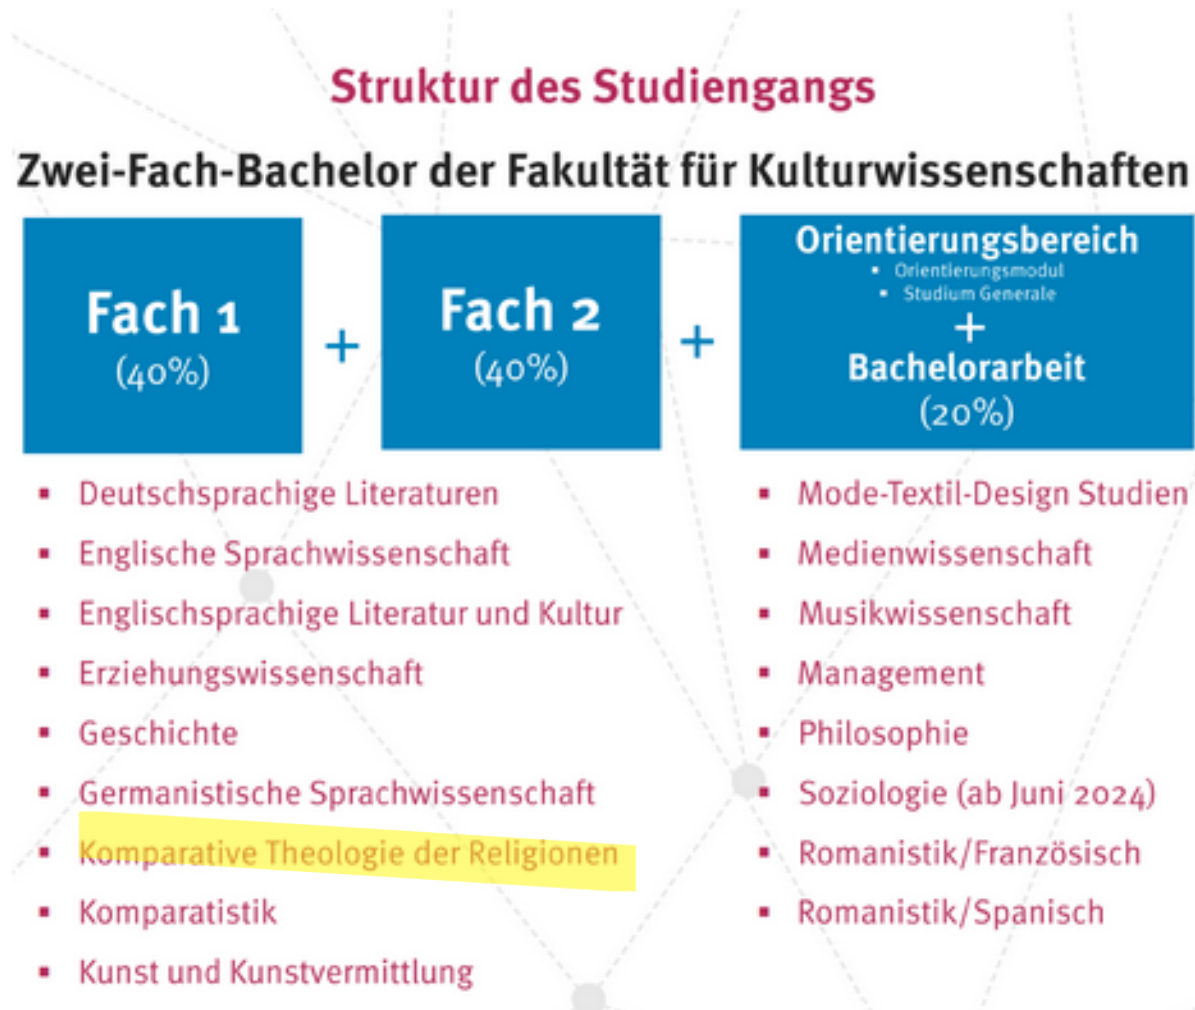 Struktur des Studiengangs
Zwei-Fach-Bachelor der Fakultät für Kulturwissenschaften
Fach 1
(40%)
+
Fach 2
(40%)
+
Orientierungsbereich
▪ Orientierungsmodul
▪ Studium Generale
+
Bachelorarbeit
(20%)
▪ Deutschsprachige Literaturen
▪ Englische Sprachwissenschaft
▪ Englischsprachige Literatur und Kultur
▪ Erziehungswissenschaft
▪ Geschichte
▪ Germanistische Sprachwissenschaft
▪ Komparative Theologie der Religionen
▪ Komparatistik
▪ Kunst und Kunstvermittlung
▪ Mode-Textil-Design Studien
▪ Medienwissenschaft
▪ Musikwissenschaft
▪ Management
▪ Philosophie
▪ Soziologie (ab Juni 2024)
▪ Romanistik/Französisch
▪ Romanistik/Spanisch